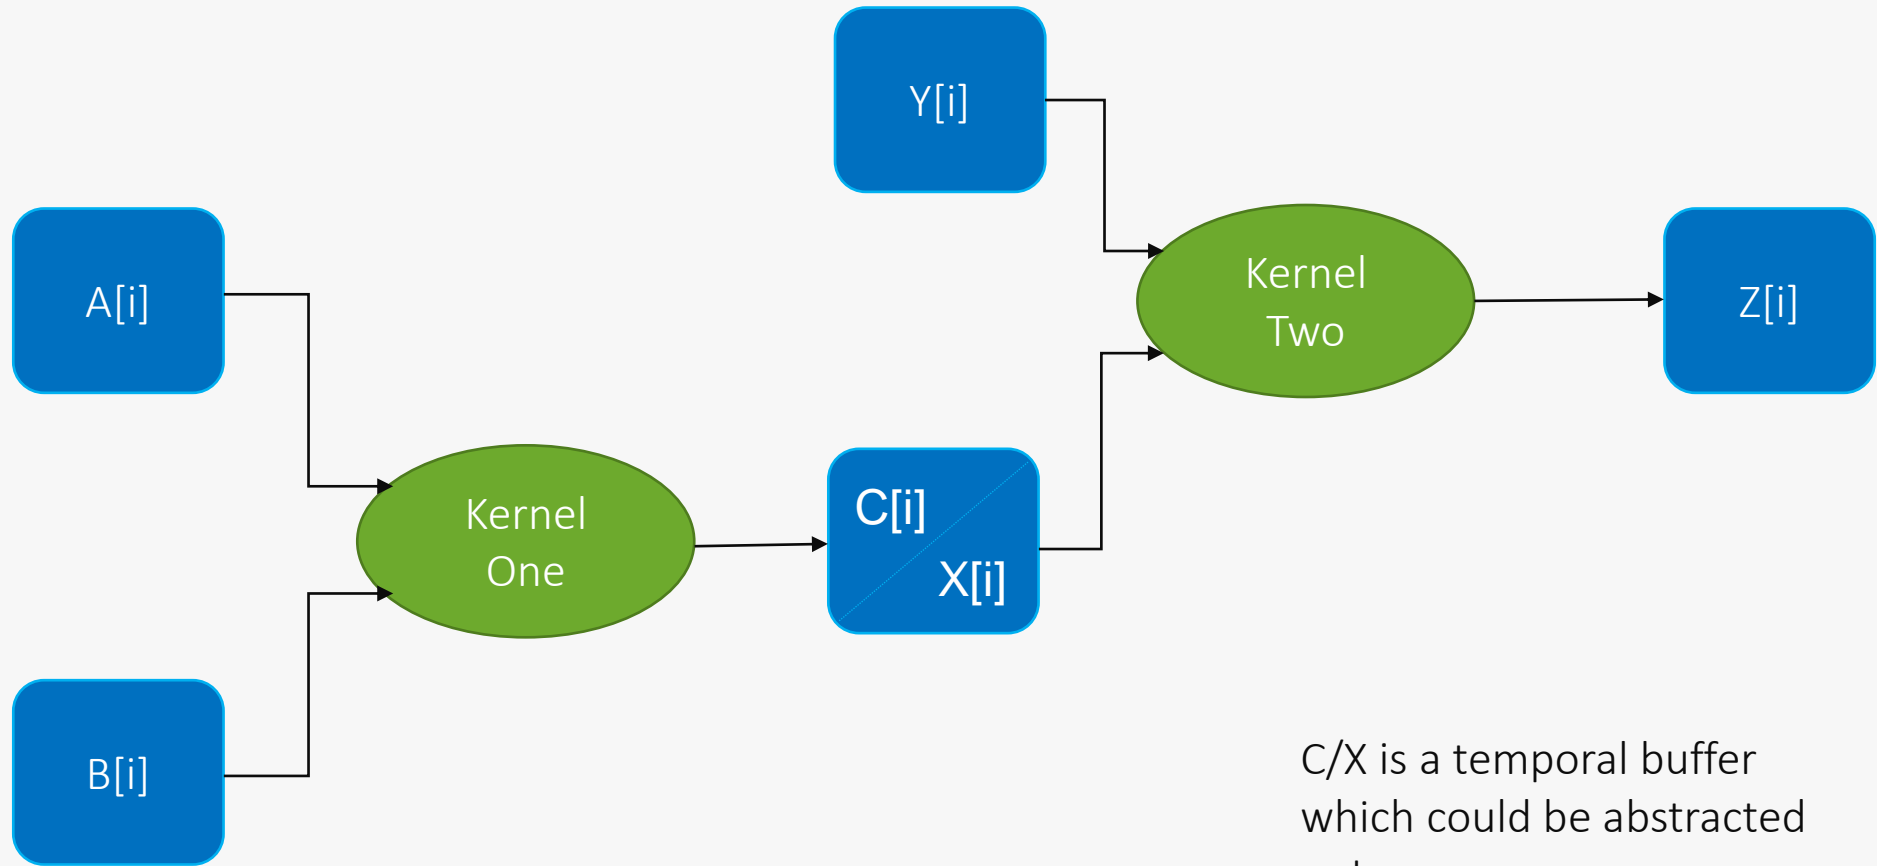 Y[i]
A[i]
Kernel
Two
Z[i]
Kernel
One
C[i]
X[i]
B[i]
C/X is a temporal buffer
which could be abstracted